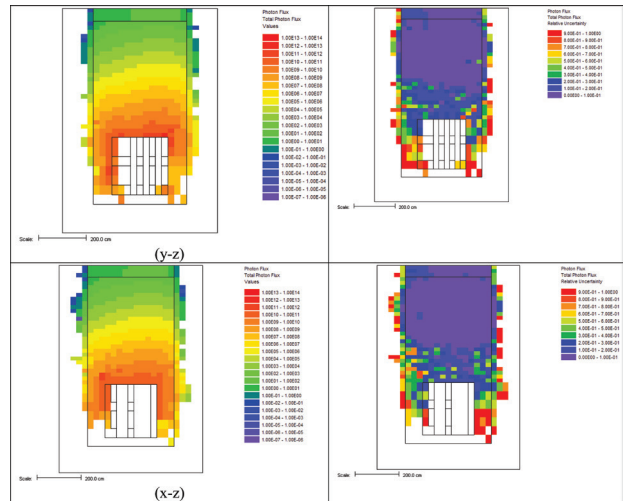 Photon Flux
Total Photon Flux
Values
1.00E13 - 1.00E14
1.00E12 - 1.00E13
1.00E11 - 1.00E12
1.00E10 - 1.00E11
1.00E09 - 1.00E10
1.00E08 - 1.00E09
1.00E07 - 1.00E08
1.00E06 - 1.00E07
1.00E05 - 1.00E06
1.00E04 - 1.00E05
1.00E03 - 1.00E04
1.00E02 - 1.00E03
1.00E01 - 1.00E02
1.00E00 - 1.00E01
1.00E-01 - 1.00E00
1.00E-02 - 1.00E-01
1.00E-03 - 1.00E-02
1.00E-04 - 1.00E-03
1.00E-05 - 1.00E-04
1.00E-06 - 1.00E-05
1.00E-07 - 1.00E-06
Scale:
200.0 cm
(y-z)
Photon Flux
Total Photon Flux
Relative Uncertainty
9.00E-01 - 1.00E00
8.00E-01 - 9.00E-01
7.00E-01 - 8.00E-01
6.00E-01 - 7.00E-01
5.00E-01 - 6.00E-01
4.00E-01 - 5.00E-01
3.00E-01 - 4.00E-01
2.00E-01 - 3.00E-01
1.00E-01 - 2.00E-01
0.00E00 - 1.00E-01
Scale:
200.0 cm
Photon Flux
Total Photon Flux
Values
1.00E13 - 1.00E14
1.00E12 - 1.00E13
1.00E11 - 1.00E12
1.00E10 - 1.00E11
1.00E09 - 1.00E10
1.00E08 - 1.00E09
1.00E07 - 1.00E08
1.00E06 - 1.00E07
1.00E05 - 1.00E06
1.00E04 - 1.00E05
1.00E03 - 1.00E04
1.00E02 - 1.00E03
1.00E01 - 1.00E02
1.00E00 - 1.00E01
1.00E-01 - 1.00E00
1.00E-02 - 1.00E-01
1.00E-03 - 1.00E-02
1.00E-04 - 1.00E-03
1.00E-05 - 1.00E-04
1.00E-06 - 1.00E-05
1.00E-07 - 1.00E-06
Scale:
200.0 cm
(x-z)
Photon Flux
Total Photon Flux
Relative Uncertainty
9.00E-01 - 1.00E00
8.00E-01 - 9.00E-01
7.00E-01 - 8.00E-01
6.00E-01 - 7.00E-01
5.00E-01 - 6.00E-01
4.00E-01 - 5.00E-01
3.00E-01 - 4.00E-01
2.00E-01 - 3.00E-01
1.00E-01 - 2.00E-01
0.00E00 - 1.00E-01
Scale:
200.0 cm